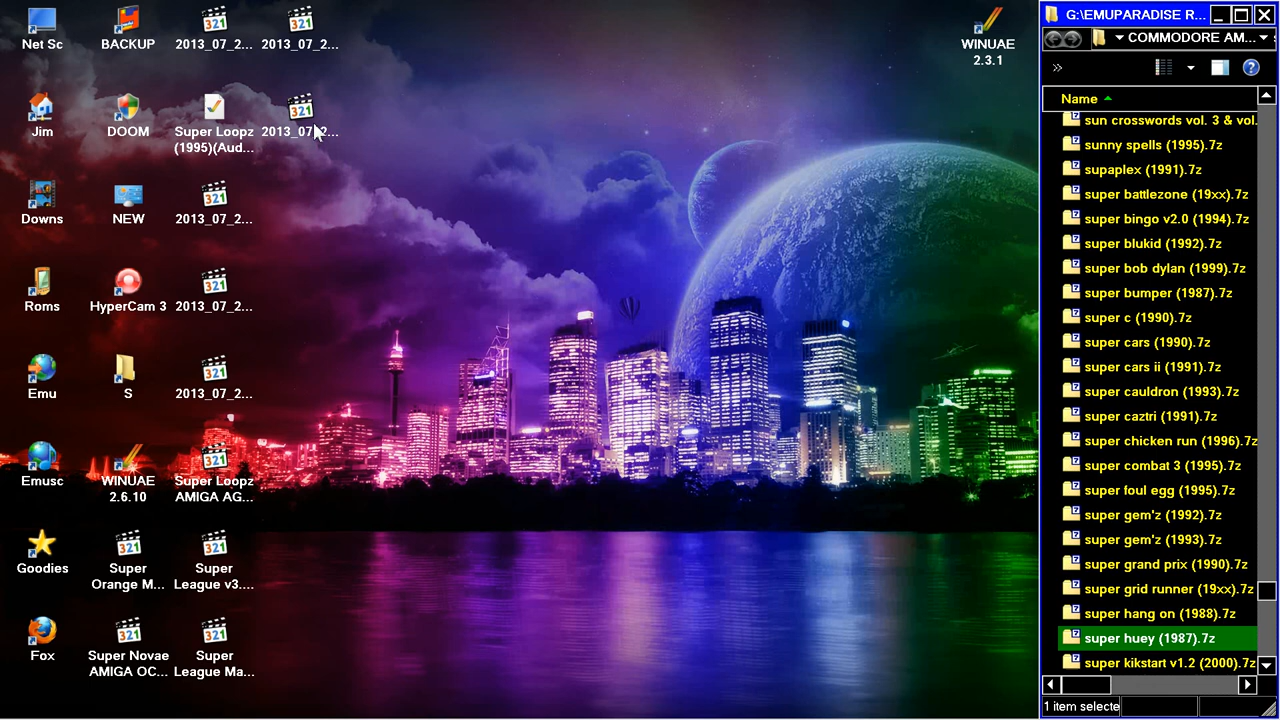 Net Sc
BACKUP
2013_07_2...
2013_07_2...
WINUAE
2.3.1
Jim
DOOM
Super Loopz
(1995)(Aud...
2013_07_2...
Downs
NEW
2013_07_2...
Roms
HyperCam 3
2013_07_2...
Emu
S
2013_07_2...
Emusc
WINUAE
2.6.10
Super Loopz
AMIGA AG...
Goodies
Super
Orange M...
Super
League v3....
Fox
Super Novae
AMIGA OC...
Super
League Ma...
G:\EMUPARADISE R...
COMMODORE AM...
Name
sun crosswords vol. 3 & vol.
sunny spells (1995).7z
supaplex (1991).7z
super battlezone (19xx).7z
super bingo v2.0 (1994).7z
super blukid (1992).7z
super bob dylan (1999).7z
super bumper (1987).7z
super c (1990).7z
super cars (1990).7z
super cars ii (1991).7z
super cauldron (1993).7z
super caztri (1991).7z
super chicken run (1996).7z
super combat 3 (1995).7z
super foul egg (1995).7z
super gem'z (1992).7z
super gem'z (1993).7z
super grand prix (1990).7z
super grid runner (19xx).7z
super hang on (1988).7z
super huey (1987).7z
super kikstart v1.2 (2000).7z
1 item selecte